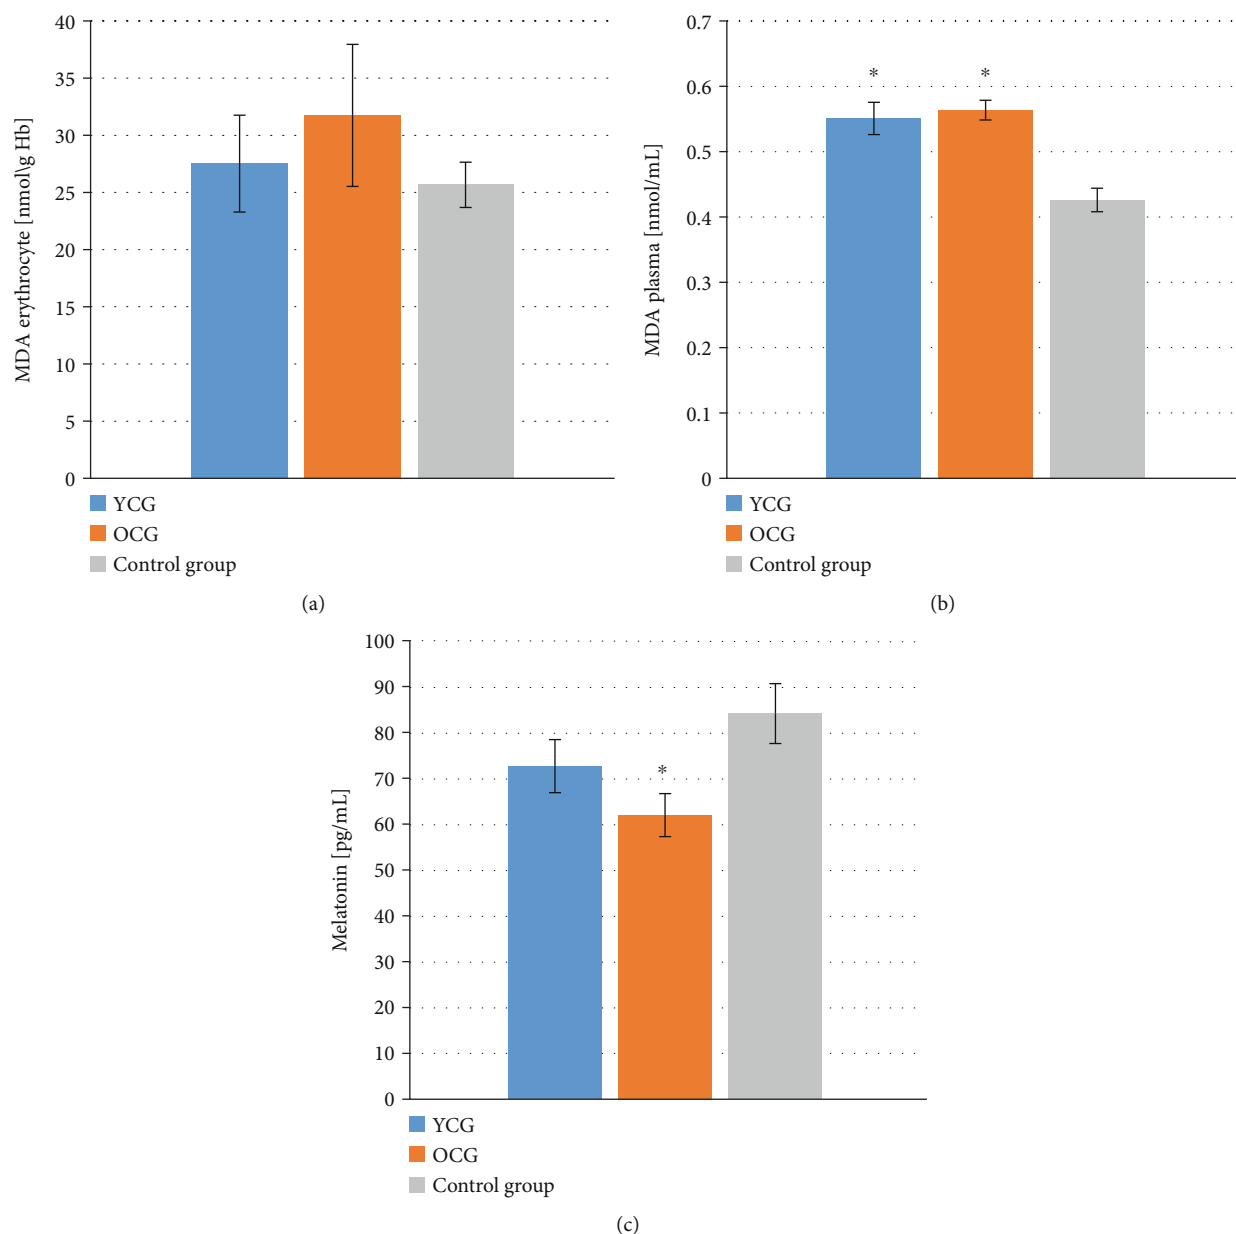 40
35
30
25
20
15
10
5
0
MDA erythrocyte [nmol\g Hb]
YCG
OCG
Control group
(a)
0.7
0.6
0.5
0.4
0.3
0.2
0.1
0
MDA plasma [nmol/mL]
*
*
YCG
OCG
Control group
(b)
100
90
80
70
60
50
40
30
20
10
0
Melatonin [pg/mL]
*
YCG
OCG
Control group
(c)